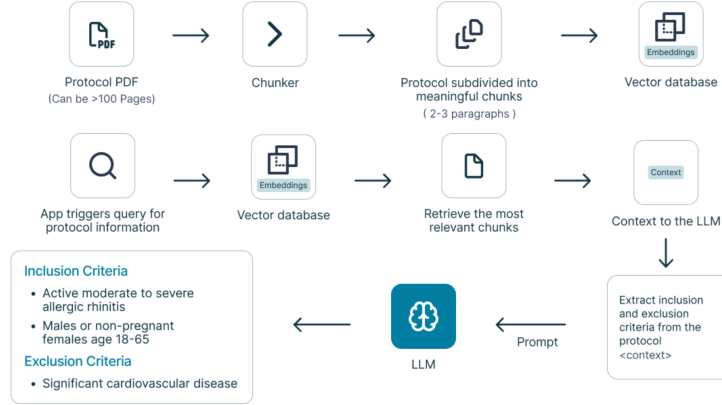 PDF
Embeddings
Protocol PDF
(Can be >100 Pages)
Chunker
Protocol subdivided into
meaningful chunks
( 2-3 paragraphs )
Vector database
Embeddings
Context
App triggers query for
protocol information
Vector database
Retrieve the most
relevant chunks
Context to the LLM
Inclusion Criteria
• Active moderate to severe
allergic rhinitis
• Males or non-pregnant
females age 18-65
Exclusion Criteria
• Significant cardiovascular disease
LLM
Prompt
Extract inclusion
and exclusion
criteria from the
protocol
<context>